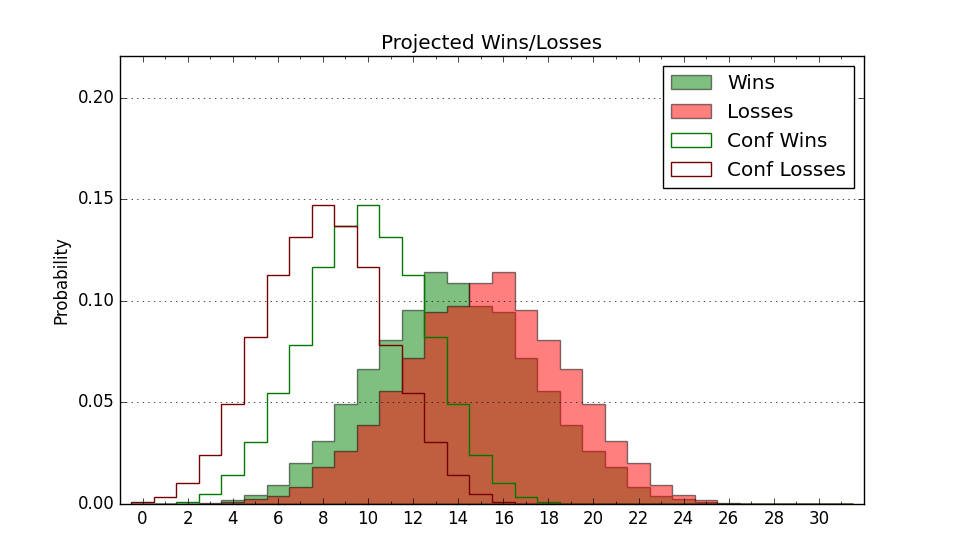 Projected Wins/Losses
Wins
Losses
Conf Wins
Conf Losses
Probability
0.20
0.15
0.10
0.05
0.00
0 2 4 6 8 10 12 14 16 18 20 22 24 26 28 30